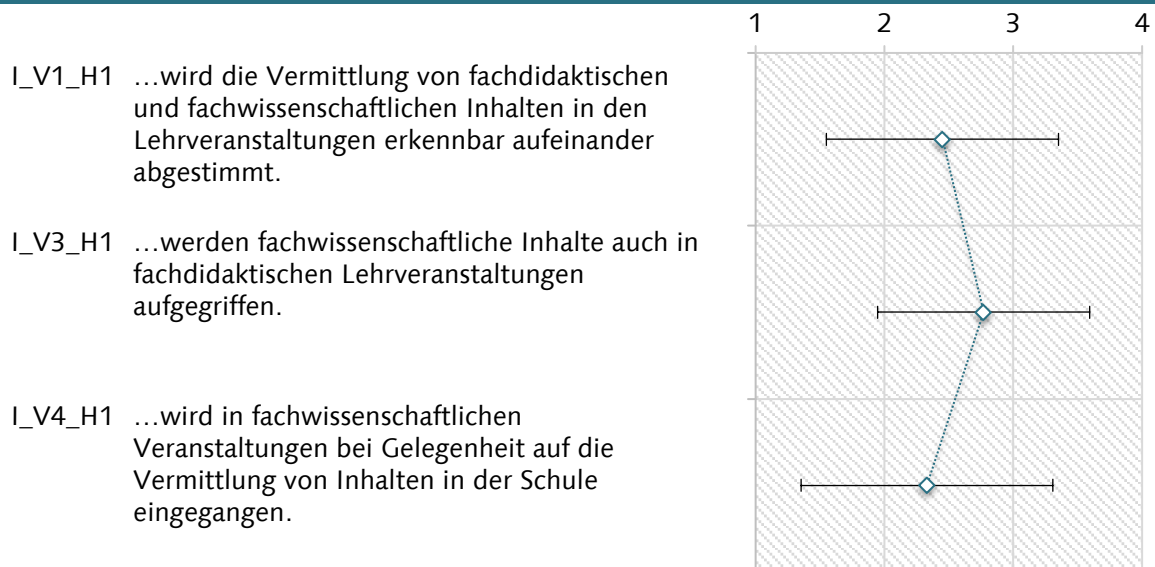 1 2 3 4
I_V1_H1 …wird die Vermittlung von fachdidaktischen
und fachwissenschaftlichen Inhalten in den
Lehrveranstaltungen erkennbar aufeinander
abgestimmt.
I_V3_H1 …werden fachwissenschaftliche Inhalte auch in
fachdidaktischen Lehrveranstaltungen
aufgegriffen.
I_V4_H1 …wird in fachwissenschaftlichen
Veranstaltungen bei Gelegenheit auf die
Vermittlung von Inhalten in der Schule
eingegangen.